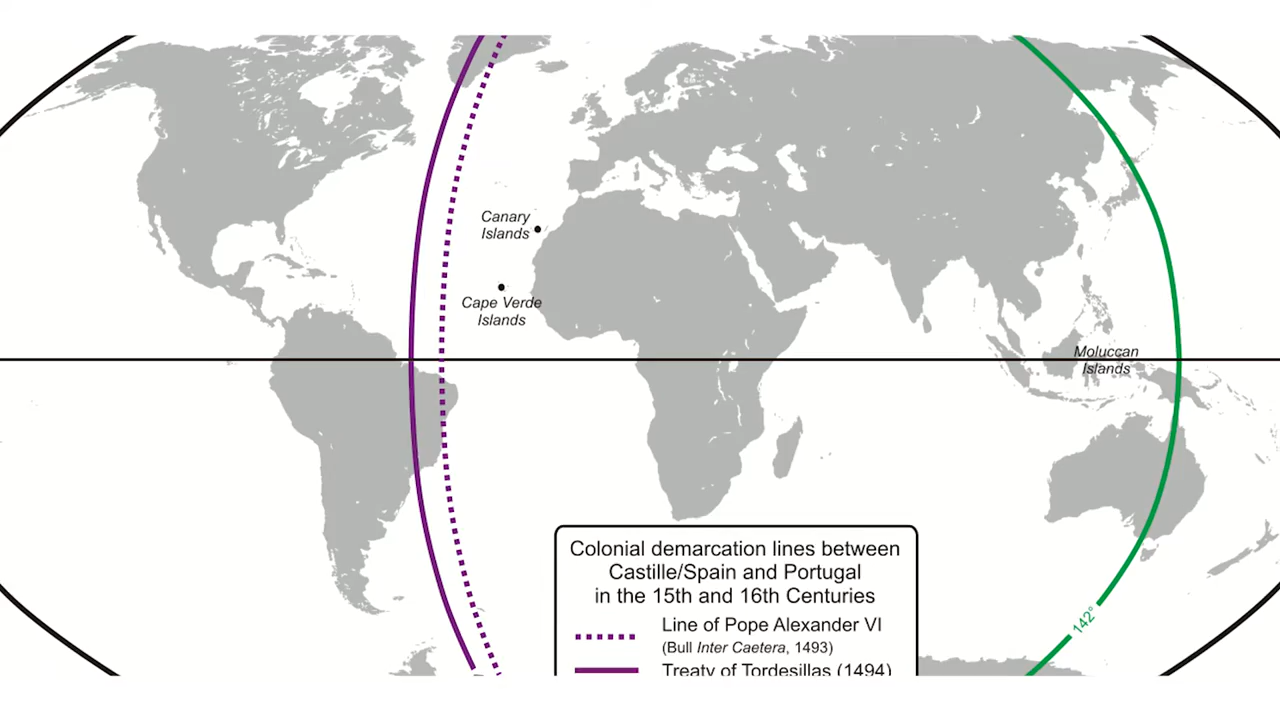 Canary
Islands
Cape Verde
Islands
Moluccan
Islands
142°
Colonial demarcation lines between
Castille/Spain and Portugal
in the 15th and 16th Centuries
Line of Pope Alexander VI
(Bull Inter Caetera, 1493)
Treaty of Tordesillas (1494)